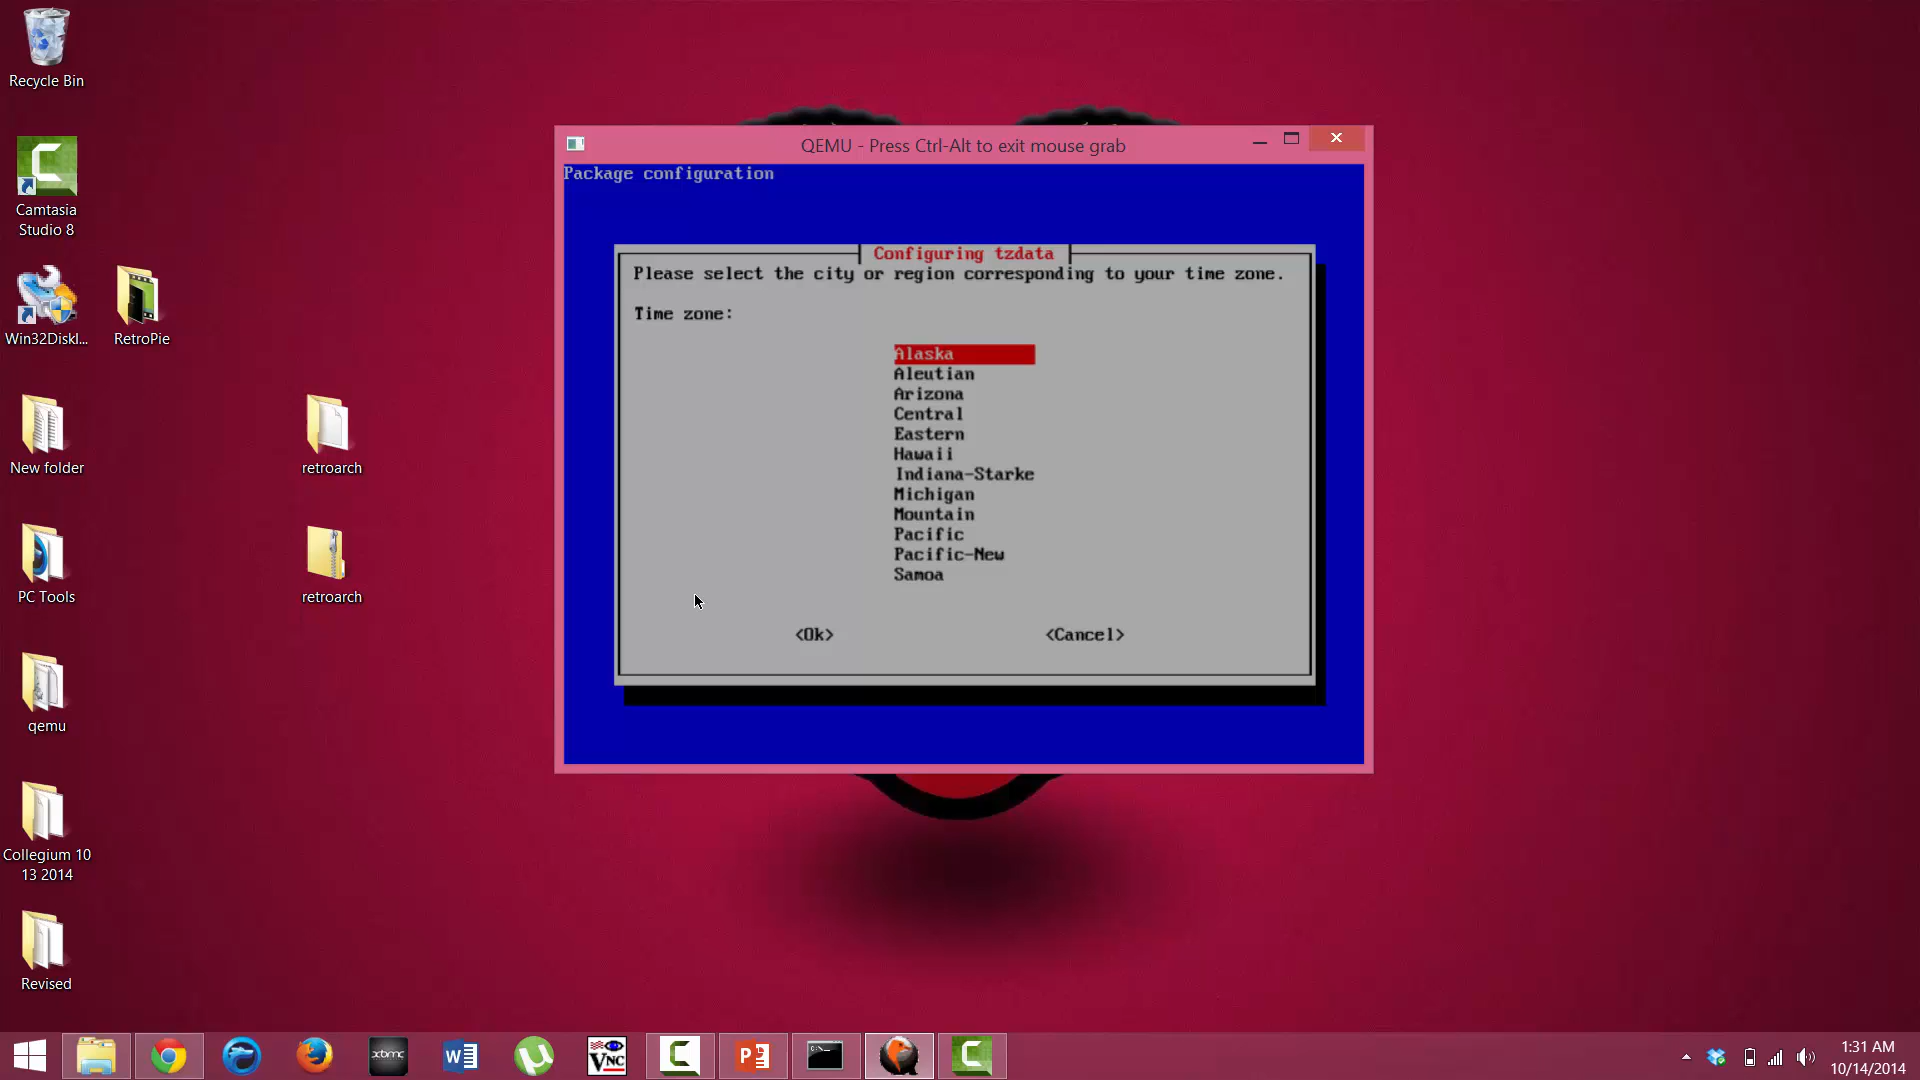 Recycle Bin
Camtasia
Studio 8
Win32DiskI...
RetroPie
New folder
retroarch
PC Tools
retroarch
qemu
Collegium 10
13 2014
Revised
QEMU - Press Ctrl-Alt to exit mouse grab
Package configuration
Configuring tzdata
Please select the city or region corresponding to your time zone.
Time zone:
Alaska
Aleutian
Arizona
Central
Eastern
Hawaii
Indiana-Starke
Michigan
Mountain
Pacific
Pacific-New
Samoa
<Ok> <Cancel>
xbmc
W
VNC
P
1:31 AM
10/14/2014